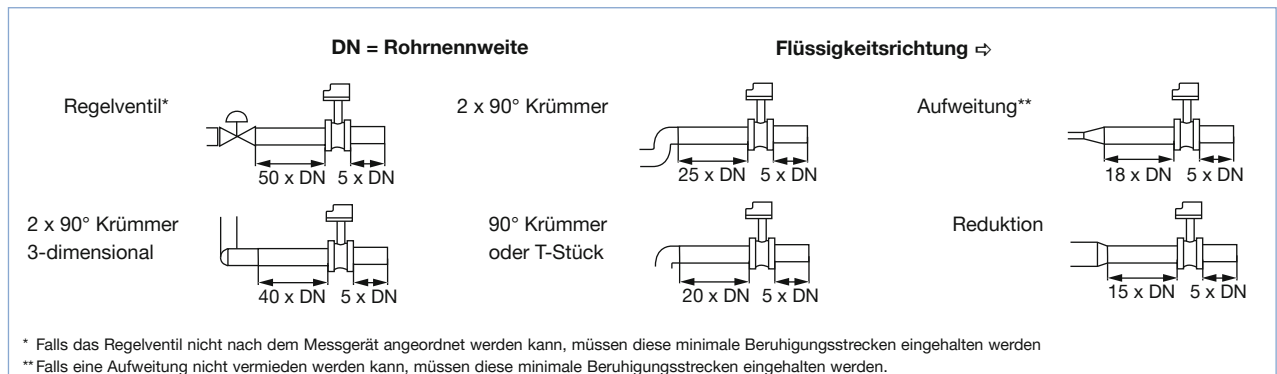 DN = Rohrnennweite
Flüssigkeitsrichtung ⇨
Regelventil*
50 x DN 5 x DN
2 x 90° Krümmer
25 x DN 5 x DN
Aufweitung**
18 x DN 5 x DN
2 x 90° Krümmer
3-dimensional
40 x DN 5 x DN
90° Krümmer
oder T-Stück
20 x DN 5 x DN
Reduktion
15 x DN 5 x DN
* Falls das Regelventil nicht nach dem Messgerät angeordnet werden kann, müssen diese minimale Beruhigungsstrecken eingehalten werden
** Falls eine Aufweitung nicht vermieden werden kann, müssen diese minimale Beruhigungsstrecken eingehalten werden.